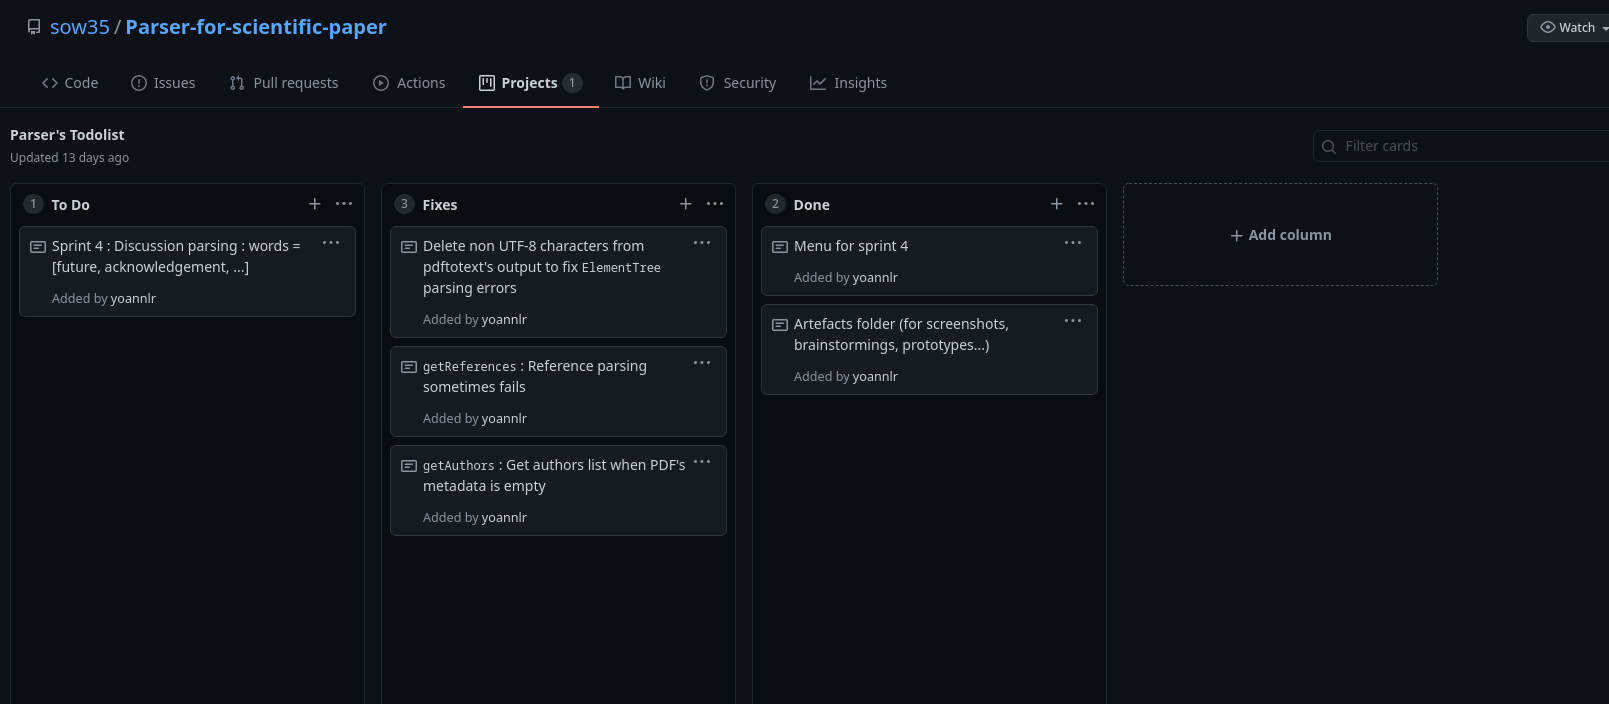 sow35 / Parser-for-scientific-paper
Watch
Code Issues Pull requests Actions Projects 1 Wiki Security Insights
Parser's Todolist
Updated 13 days ago
Filter cards
1 To Do
Sprint 4 : Discussion parsing : words =
[future, acknowledgement, ...]
Added by yoannlr
3 Fixes
Delete non UTF-8 characters from
pdftotext's output to fix ElementTree
parsing errors
Added by yoannlr
getReferences : Reference parsing
sometimes fails
Added by yoannlr
getAuthors : Get authors list when PDF's
metadata is empty
Added by yoannlr
2 Done
Menu for sprint 4
Added by yoannlr
Artefacts folder (for screenshots,
brainstormings, prototypes...)
Added by yoannlr
+ Add column